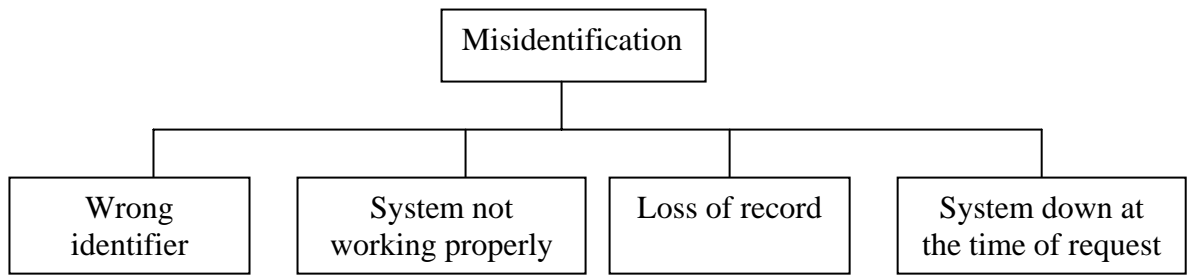 Misidentification
Wrong
identifier
System not
working properly
Loss of record
System down at
the time of request